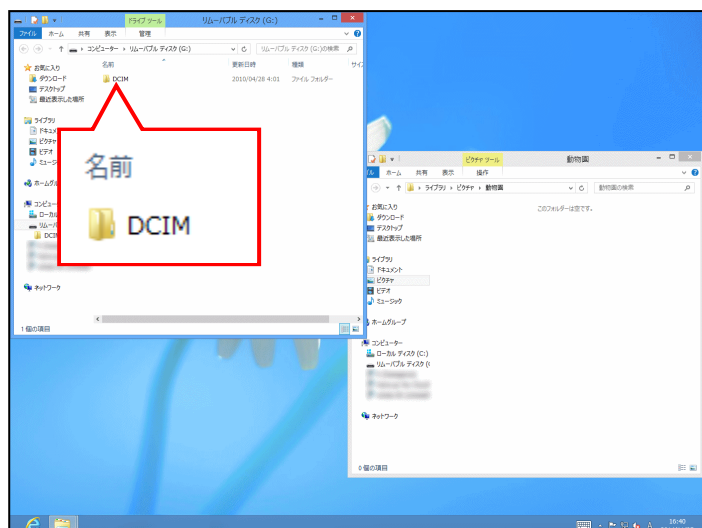 ドライブ ツール
リムーバブル ディスク (G:)
ファイル
ホーム
共有
表示
管理
コンピューター ▸ リムーバブル ディスク (G:)
リムーバブル ディスク (G:)の検索
お気に入り
ダウンロード
デスクトップ
最近表示した場所
ライブラリ
ピクチャ
ビデオ
ネットワーク
名前
更新日時
種類
サイズ
DCIM
2010/04/28 4:01
ファイル フォルダー
名前
DCIM
1 個の項目
ピクチャ ツール
動物園
ホーム
共有
表示
操作
ライブラリ ▸ ピクチャ ▸ 動物園
動物園の検索
お気に入り
ダウンロード
デスクトップ
最近表示した場所
ライブラリ
ドキュメント
ピクチャ
ビデオ
ミュージック
ホームグループ
コンピューター
ローカル ディスク (C:)
リムーバブル ディスク (
ネットワーク
このフォルダーは空です。
0 個の項目
A
16:40